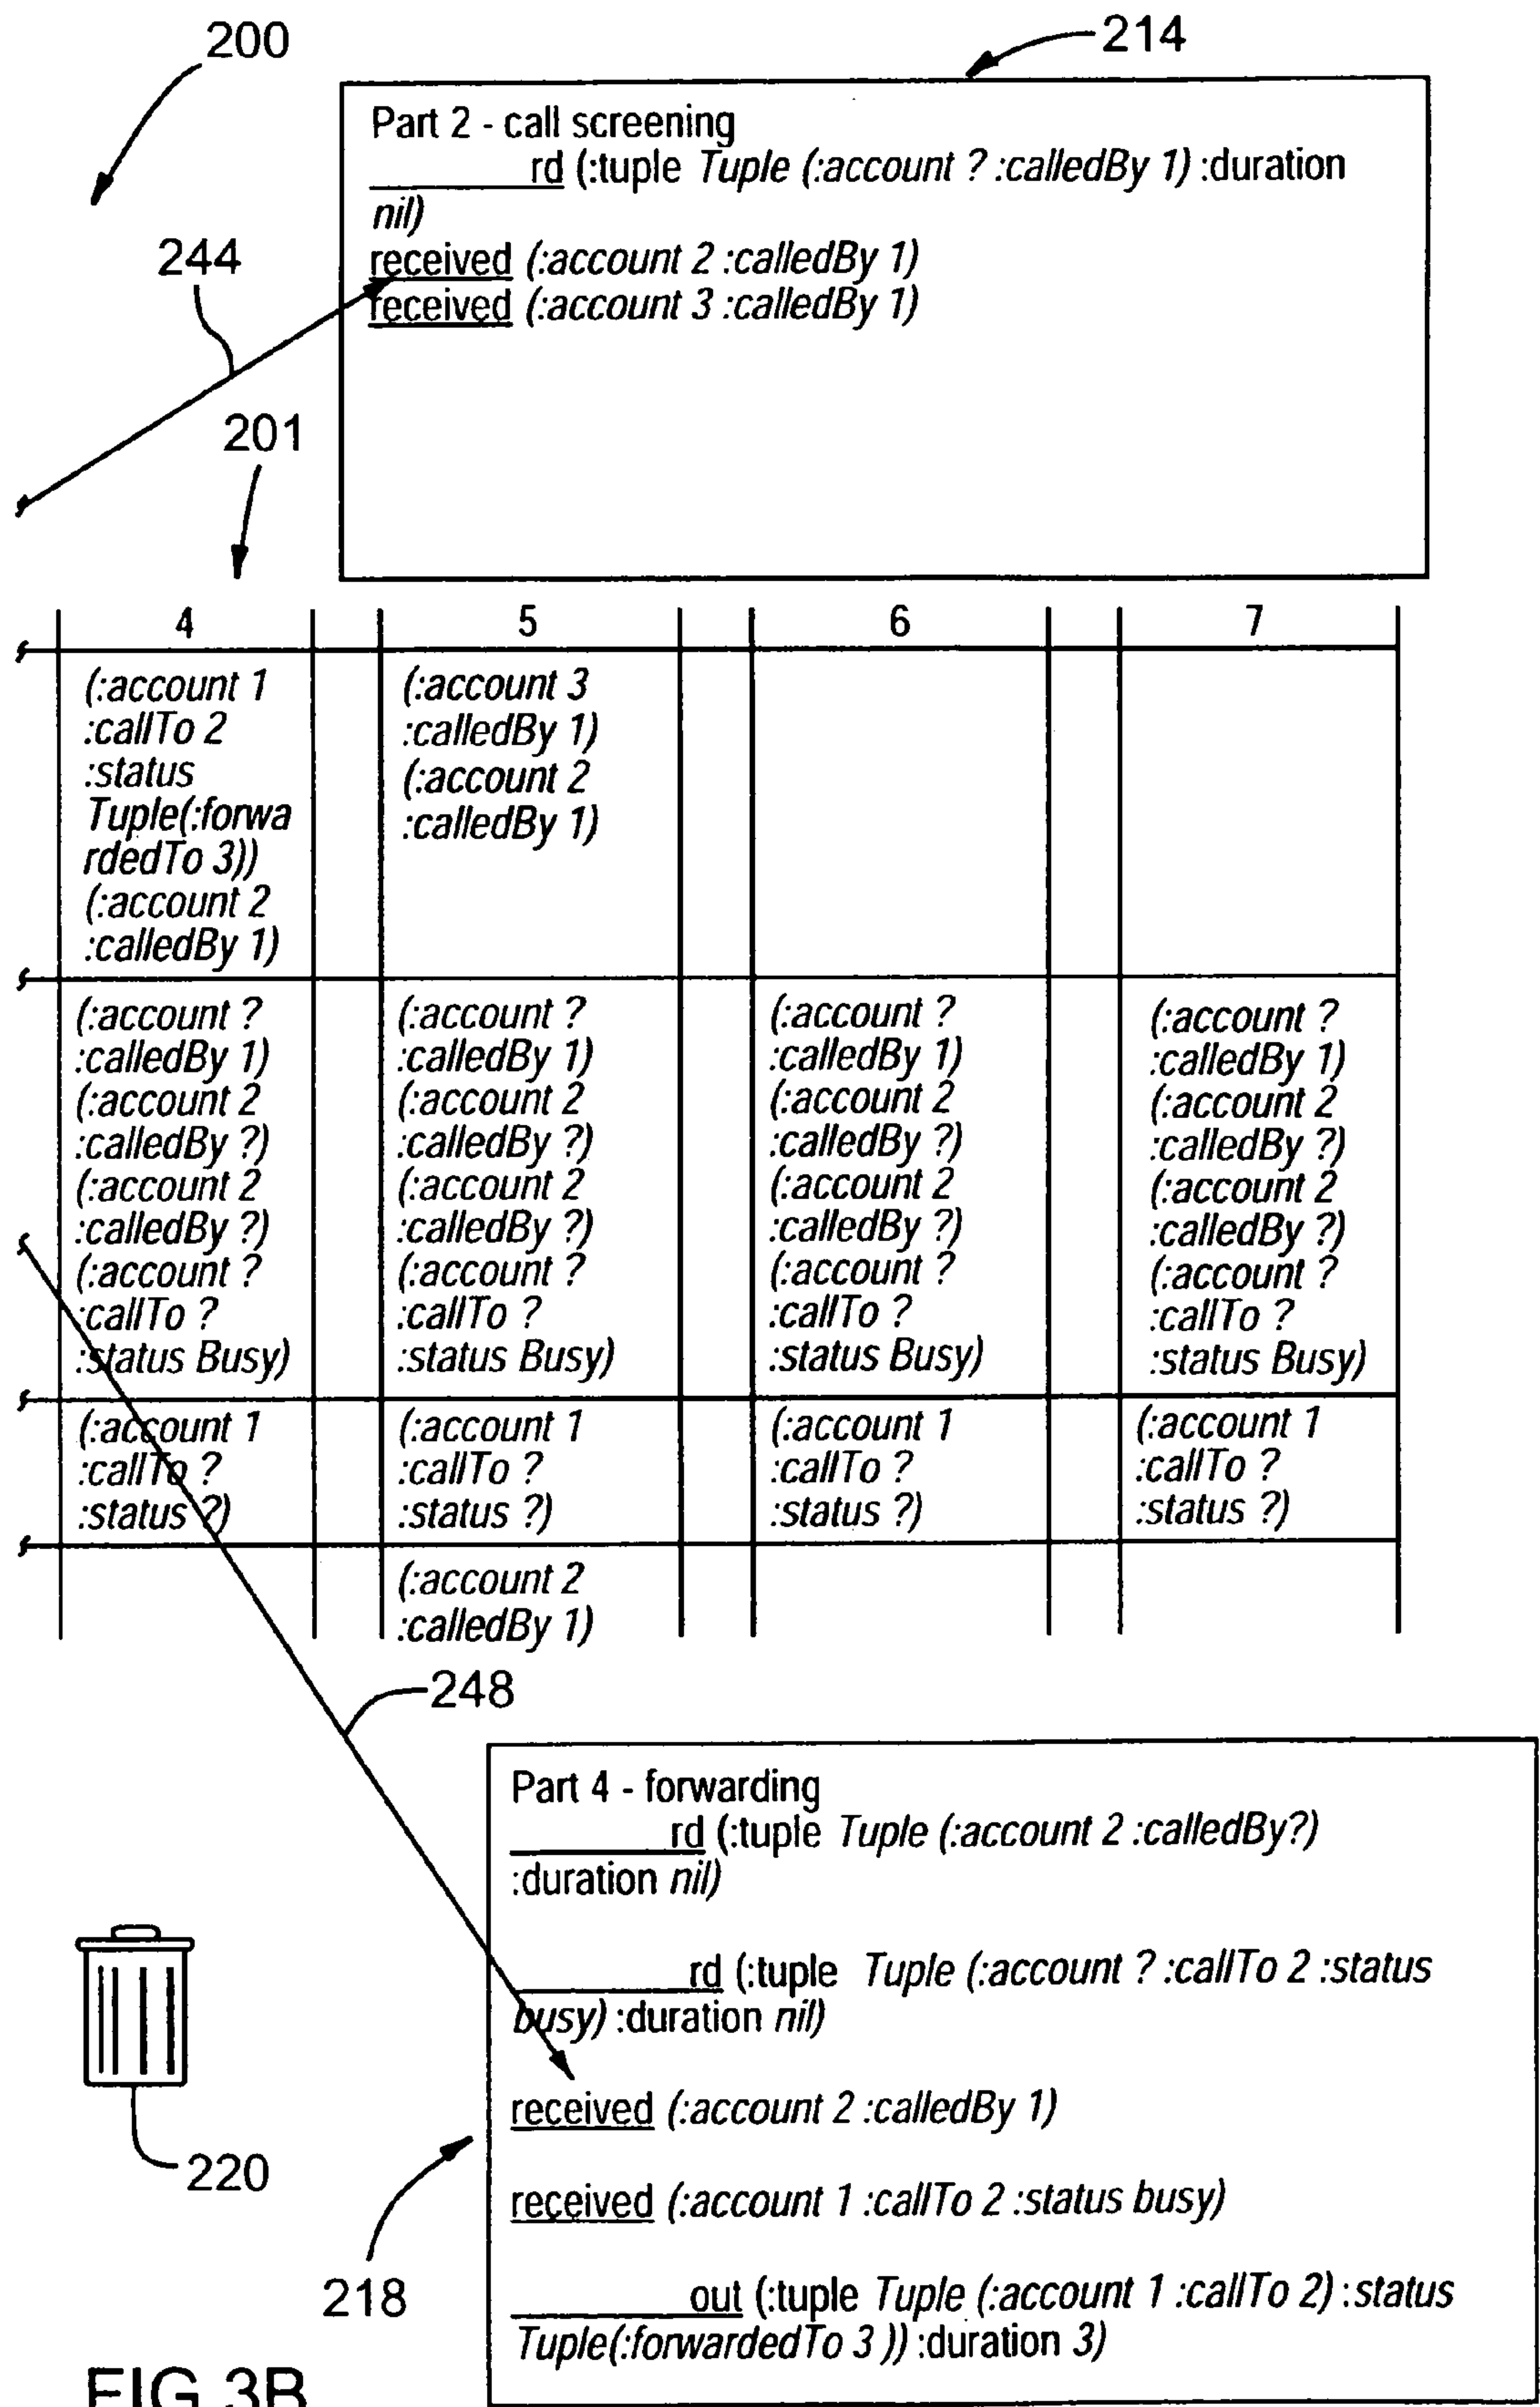 200
214
Part 2 - call screening
rd (:tuple Tuple (:account ? :calledBy 1) :duration
nil)
received (:account 2 :calledBy 1)
received (:account 3 :calledBy 1)
244
201
4
5
6
7
(:account 1
:callTo 2
:status
Tuple(:forwa
rdedTo 3))
(:account 2
:calledBy 1)
(:account 3
:calledBy 1)
(:account 2
:calledBy 1)
(:account ?
:calledBy 1)
(:account 2
:calledBy ?)
(:account 2
:calledBy ?)
(:account ?
:callTo ?
:status Busy)
(:account ?
:calledBy 1)
(:account 2
:calledBy ?)
(:account 2
:calledBy ?)
(:account ?
:callTo ?
:status Busy)
(:account ?
:calledBy 1)
(:account 2
:calledBy ?)
(:account 2
:calledBy ?)
(:account ?
:callTo ?
:status Busy)
(:account ?
:calledBy 1)
(:account 2
:calledBy ?)
(:account 2
:calledBy ?)
(:account ?
:callTo ?
:status Busy)
(:account 1
:callTo ?
:status ?)
(:account 1
:callTo ?
:status ?)
(:account 1
:callTo ?
:status ?)
(:account 1
:callTo ?
:status ?)
(:account 2
:calledBy 1)
248
Part 4 - forwarding
rd (:tuple Tuple (:account 2 :calledBy?)
:duration nil)
rd (:tuple Tuple (:account ? :callTo 2 :status
busy) :duration nil)
received (:account 2 :calledBy 1)
received (:account 1 :callTo 2 :status busy)
out (:tuple Tuple (:account 1 :callTo 2) :status
Tuple(:forwardedTo 3 )) :duration 3)
220
218
FIG 3B